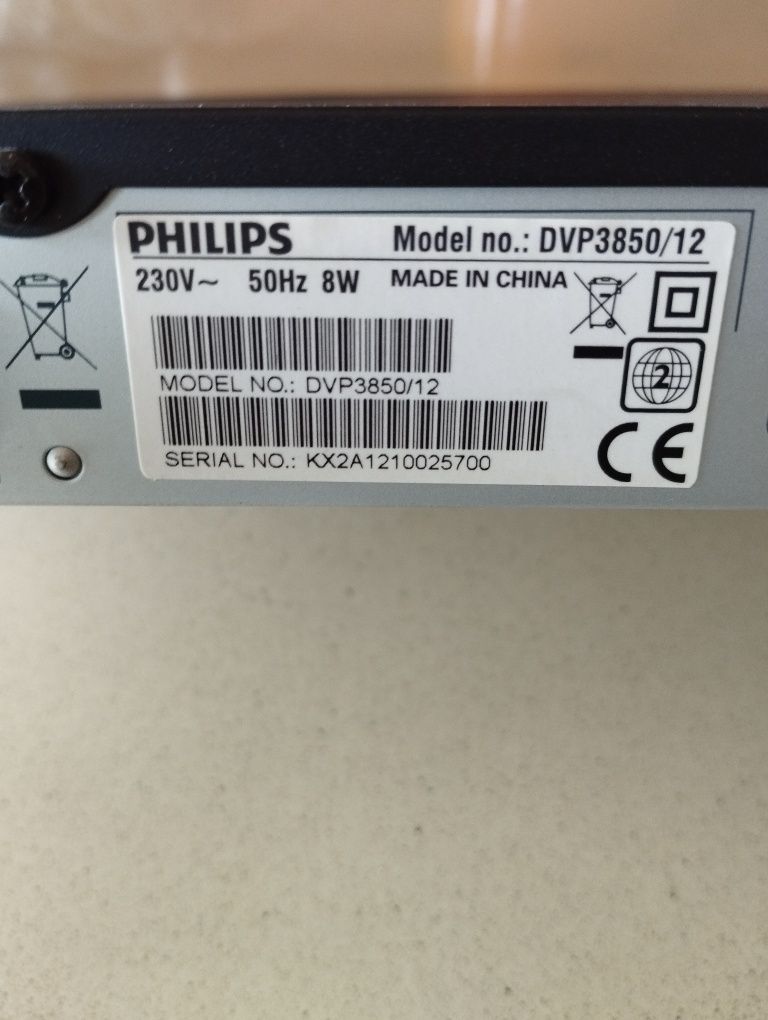 PHILIPS Model no.: DVP3850/12
230V~ 50Hz 8W MADE IN CHINA
MODEL NO.: DVP3850/12
2
SERIAL NO.: KX2A1210025700
CE